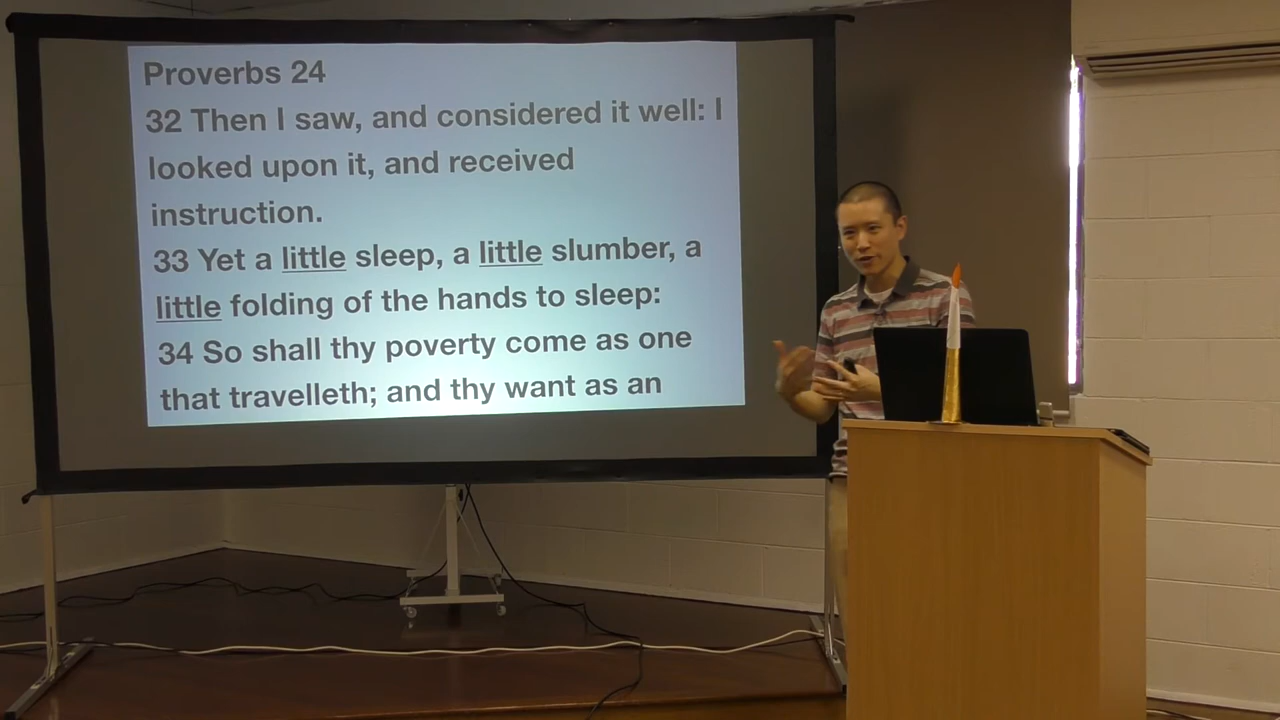 Proverbs 24
32 Then I saw, and considered it well: I
looked upon it, and received
instruction.
33 Yet a little sleep, a little slumber, a
little folding of the hands to sleep:
34 So shall thy poverty come as one
that travelleth; and thy want as an